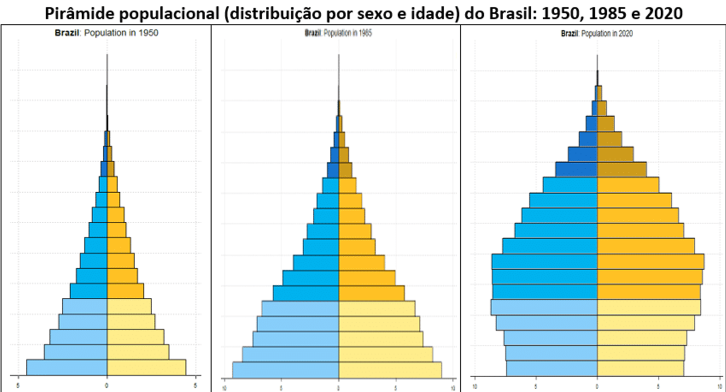 Pirâmide populacional (distribuição por sexo e idade) do Brasil: 1950, 1985 e 2020
Brazil: Population in 1950
Brazil: Population in 1985
Brazil: Population in 2020
5 0 5
10 5 0 5 10
10 5 0 5 10